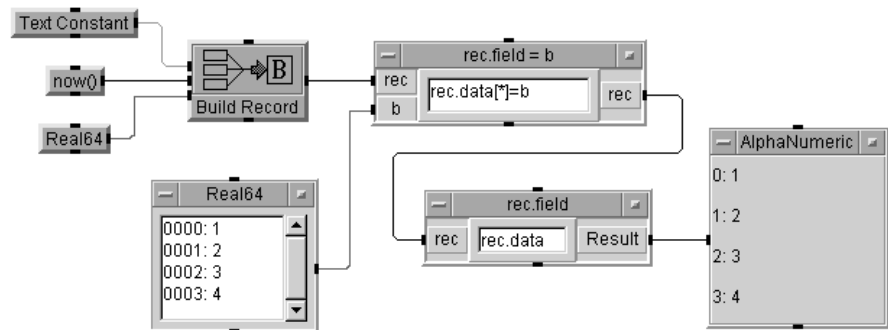 Text Constant
now()
Real64
B
Build Record
rec.field = b
rec
b
rec.data[*]=b
rec
Real64
0000: 1
0001: 2
0002: 3
0003: 4
rec.field
rec
rec.data
Result
AlphaNumeric
0: 1
1: 2
2: 3
3: 4